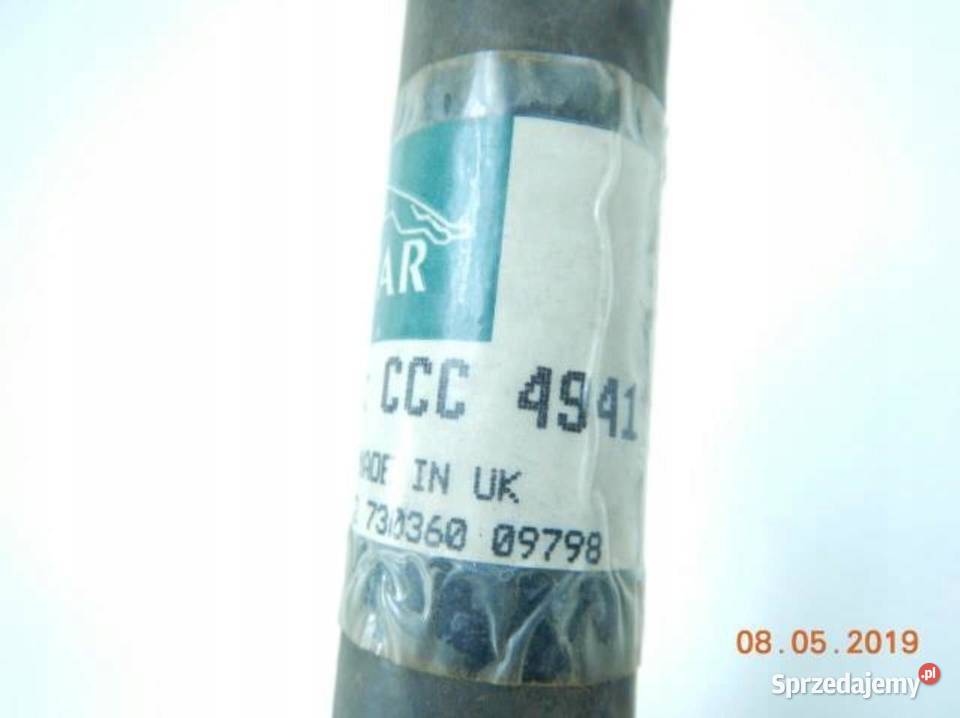 AR
CCC 4941
MADE IN UK
730360 09798
08.05.2019
Sprzedajemy.pl